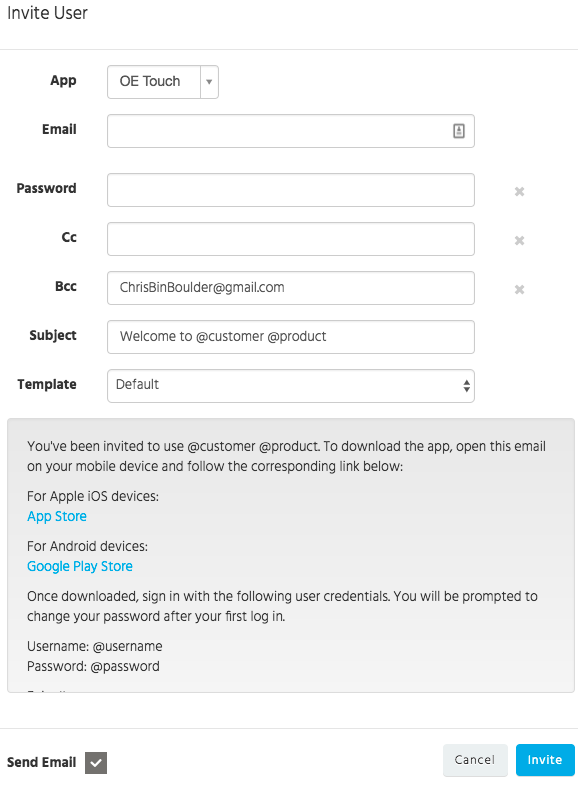 Invite User
App OE Touch
Email
Password
Cc
Bcc ChrisBinBoulder@gmail.com
Subject Welcome to @customer @product
Template Default
You've been invited to use @customer @product. To download the app, open this email
on your mobile device and follow the corresponding link below:
For Apple iOS devices:
App Store
For Android devices:
Google Play Store
Once downloaded, sign in with the following user credentials. You will be prompted to
change your password after your first log in.
Username: @username
Password: @password
Send Email Cancel Invite